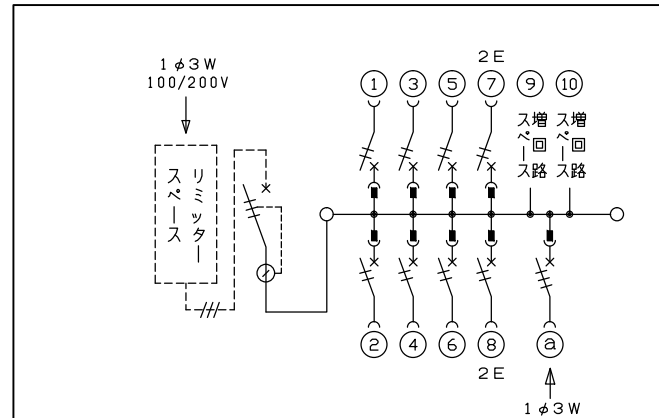 1φ3W
100/200V
リミッター
スペース
2E
① ③ ⑤ ⑦ ⑨ ⑩
増回路
スペース
増回路
スペース
② ④ ⑥ ⑧ ⓐ
2E
1φ3W